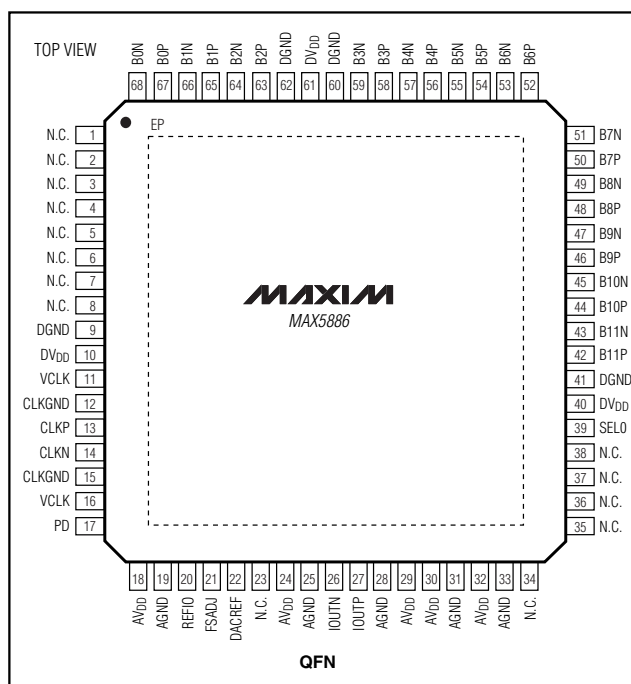 TOP VIEW
B0N B0P B1N B1P B2N B2P DGND DVDD DGND B3N B3P B4N B4P B5N B5P B6N B6P
68 67 66 65 64 63 62 61 60 59 58 57 56 55 54 53 52
EP
N.C. 1
N.C. 2
N.C. 3
N.C. 4
N.C. 5
N.C. 6
N.C. 7
N.C. 8
DGND 9
DVDD 10
VCLK 11
CLKGND 12
CLKP 13
CLKN 14
CLKGND 15
VCLK 16
PD 17
MAXIM
MAX5886
51 B7N
50 B7P
49 B8N
48 B8P
47 B9N
46 B9P
45 B10N
44 B10P
43 B11N
42 B11P
41 DGND
40 DVDD
39 SEL0
38 N.C.
37 N.C.
36 N.C.
35 N.C.
18 19 20 21 22 23 24 25 26 27 28 29 30 31 32 33 34
AVDD AGND REFIO FSADJ DACREF N.C. AVDD AGND IOUTN IOUTP AGND AVDD AVDD AGND AVDD AGND N.C.
QFN